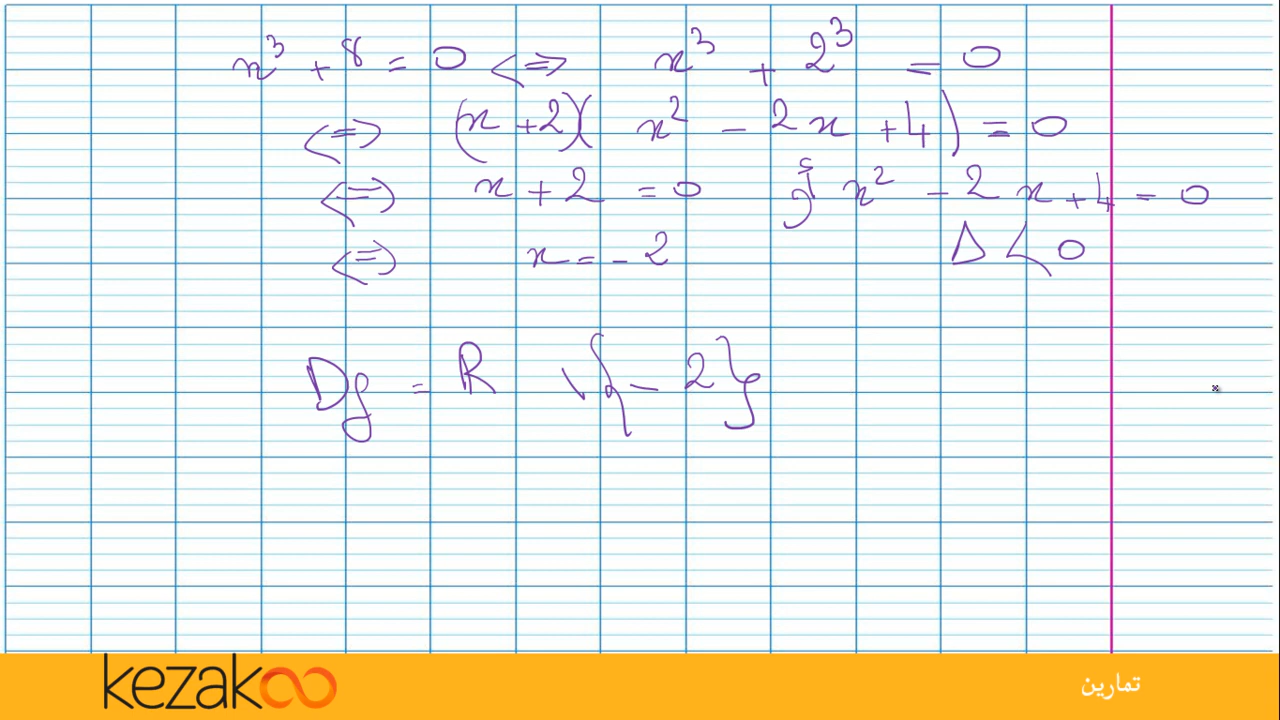 x³ + 8 = 0 <=> x³ + 2³ = 0
<=> (x + 2)(x² - 2x + 4) = 0
<=> x + 2 = 0 أو x² - 2x + 4 = 0
<=> x = -2 Δ < 0
Dg = R \ {-2}
kezakoo
تمارين